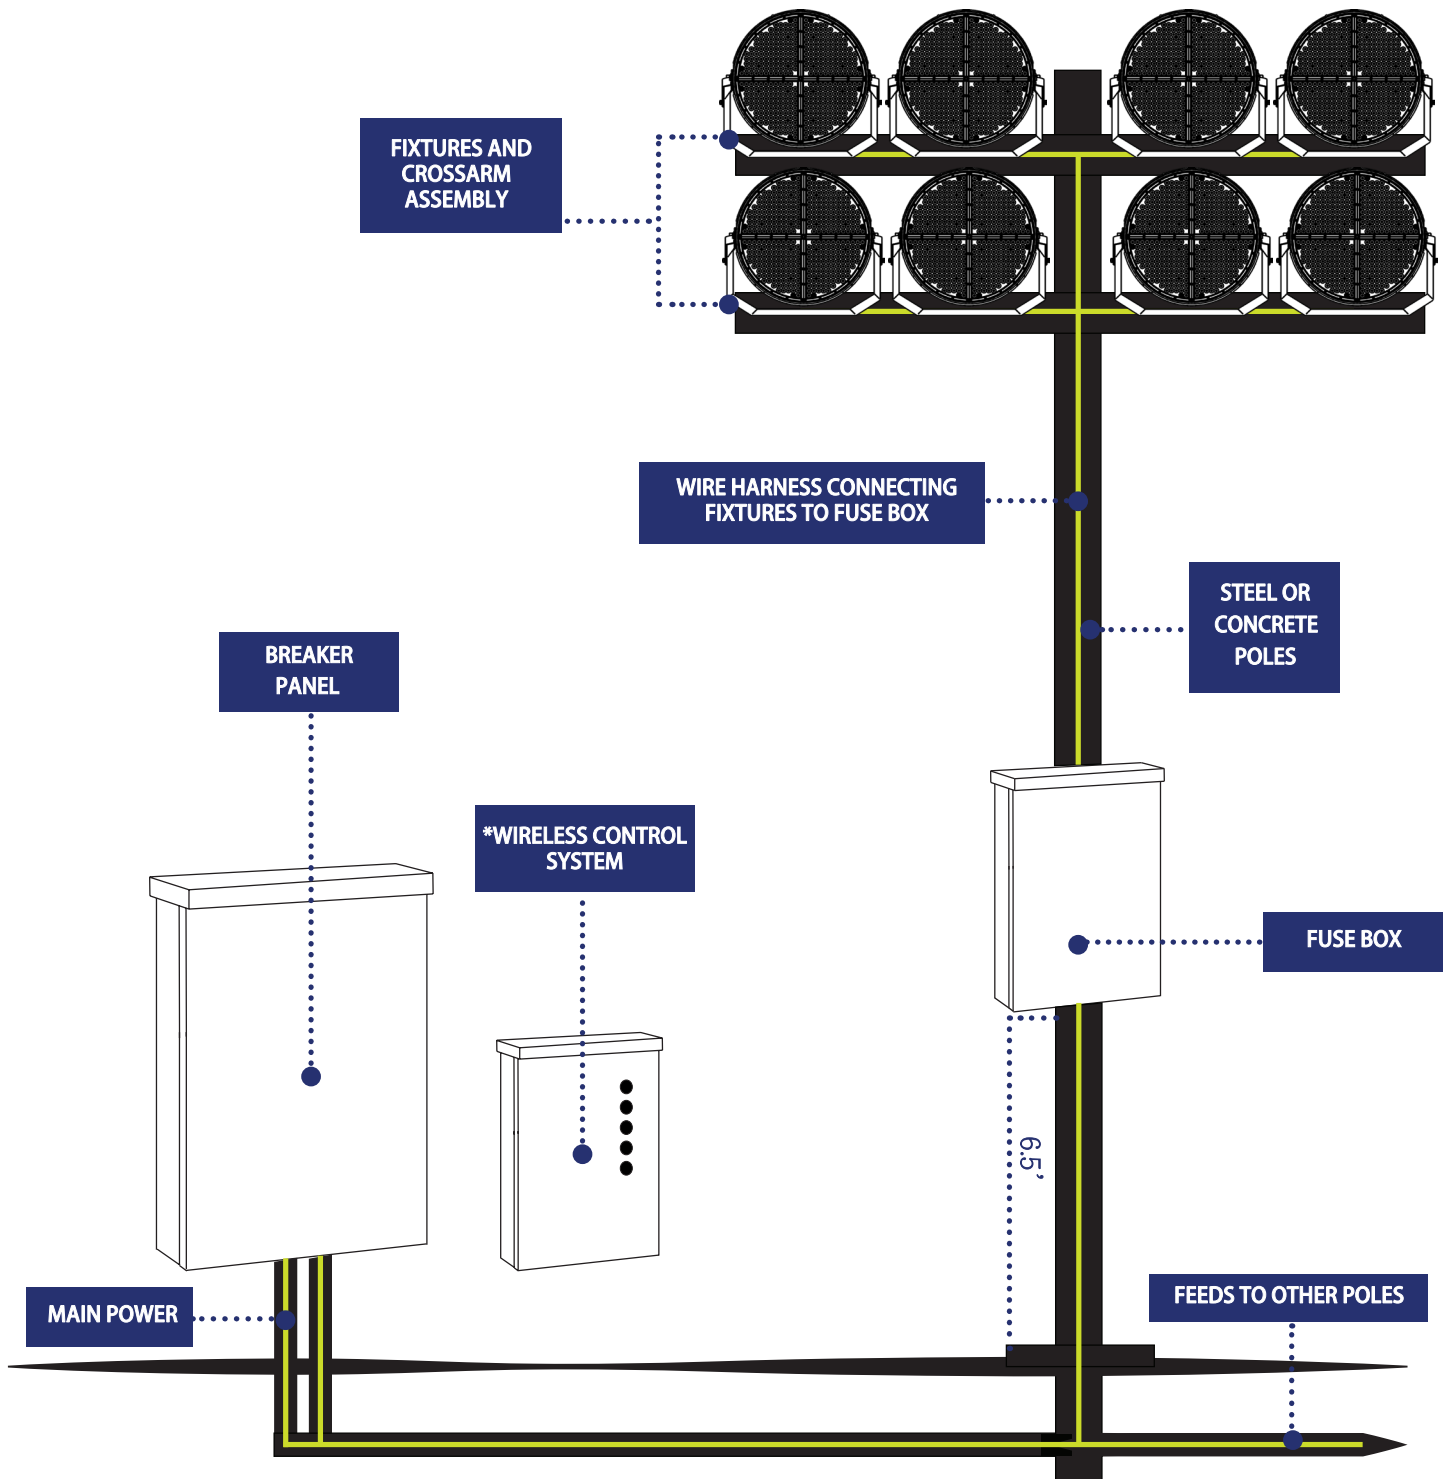 FIXTURES AND
CROSSARM
ASSEMBLY
WIRE HARNESS CONNECTING
FIXTURES TO FUSE BOX
STEEL OR
CONCRETE
POLES
BREAKER
PANEL
*WIRELESS CONTROL
SYSTEM
FUSE BOX
6.5’
MAIN POWER
FEEDS TO OTHER POLES